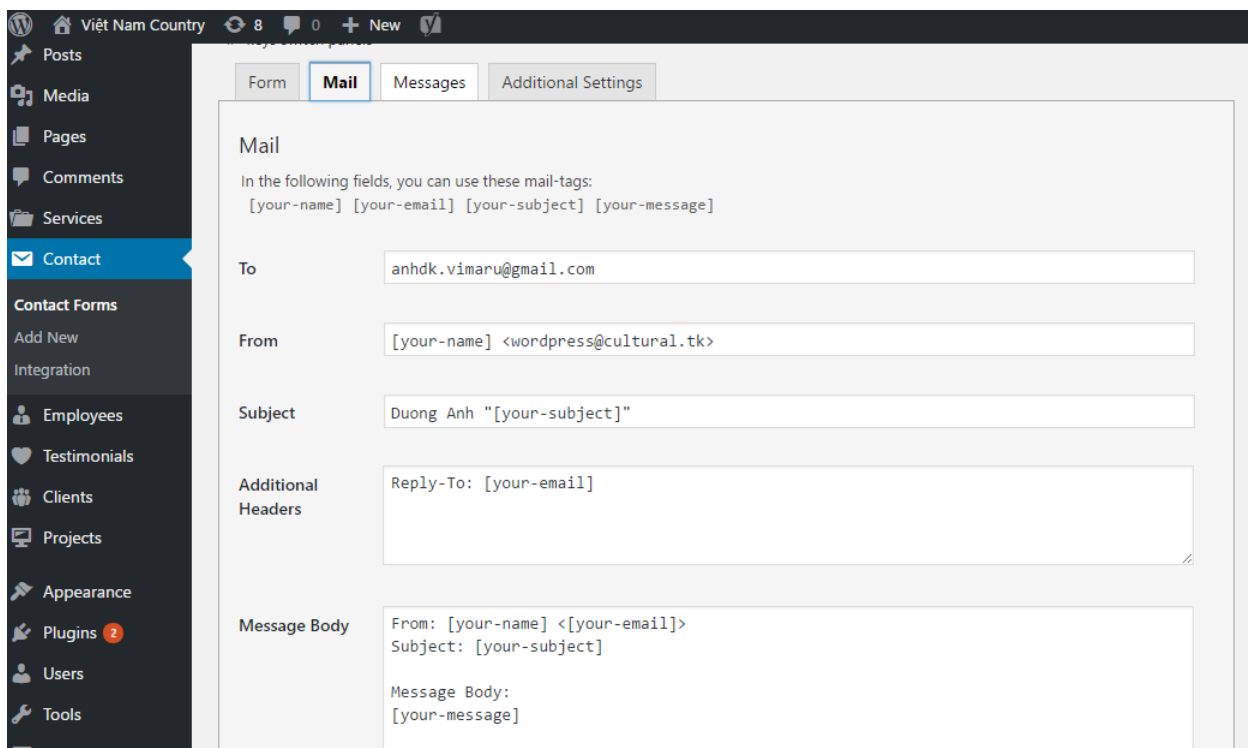 Việt Nam Country 8 0 New
Posts
Media
Pages
Comments
Services
Contact
Contact Forms
Add New
Integration
Employees
Testimonials
Clients
Projects
Appearance
Plugins 2
Users
Tools
Form Mail Messages Additional Settings
Mail
In the following fields, you can use these mail-tags:
[your-name] [your-email] [your-subject] [your-message]
To anhdk.vimaru@gmail.com
From [your-name] <wordpress@cultural.tk>
Subject Duong Anh "[your-subject]"
Additional
Headers
Reply-To: [your-email]
Message Body
From: [your-name] <[your-email]>
Subject: [your-subject]
Message Body:
[your-message]